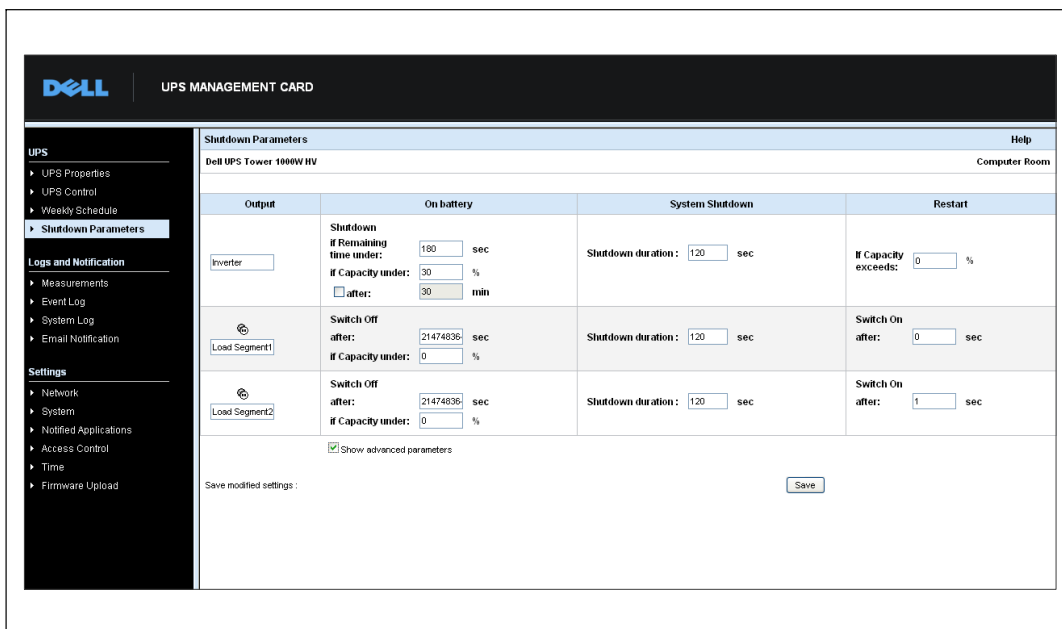 DELL
UPS MANAGEMENT CARD
UPS
UPS Properties
UPS Control
Weekly Schedule
Shutdown Parameters
Logs and Notification
Measurements
Event Log
System Log
Email Notification
Settings
Network
System
Notified Applications
Access Control
Time
Firmware Upload
Shutdown Parameters Help
Dell UPS Tower 1000W HV Computer Room
Output On battery System Shutdown Restart
Inverter
Shutdown
if Remaining
time under: 180 sec
if Capacity under: 30 %
after: 30 min
Shutdown duration : 120 sec
If Capacity
exceeds: 0 %
Load Segment1
Switch Off
after: 21474836 sec
if Capacity under: 0 %
Shutdown duration : 120 sec
Switch On
after: 0 sec
Load Segment2
Switch Off
after: 21474836 sec
if Capacity under: 0 %
Shutdown duration : 120 sec
Switch On
after: 1 sec
Show advanced parameters
Save modified settings : Save